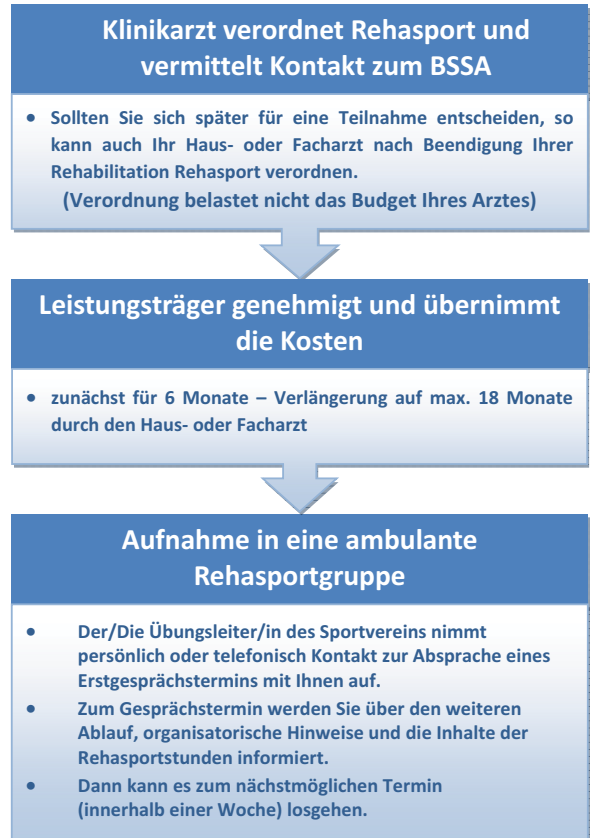 Klinikarzt verordnet Rehasport und
vermittelt Kontakt zum BSSA
• Sollten Sie sich später für eine Teilnahme entscheiden, so
kann auch Ihr Haus- oder Facharzt nach Beendigung Ihrer
Rehabilitation Rehasport verordnen.
(Verordnung belastet nicht das Budget Ihres Arztes)
Leistungsträger genehmigt und übernimmt
die Kosten
• zunächst für 6 Monate – Verlängerung auf max. 18 Monate
durch den Haus- oder Facharzt
Aufnahme in eine ambulante
Rehasportgruppe
• Der/Die Übungsleiter/in des Sportvereins nimmt
persönlich oder telefonisch Kontakt zur Absprache eines
Erstgesprächstermins mit Ihnen auf.
• Zum Gesprächstermin werden Sie über den weiteren
Ablauf, organisatorische Hinweise und die Inhalte der
Rehasportstunden informiert.
• Dann kann es zum nächstmöglichen Termin
(innerhalb einer Woche) losgehen.